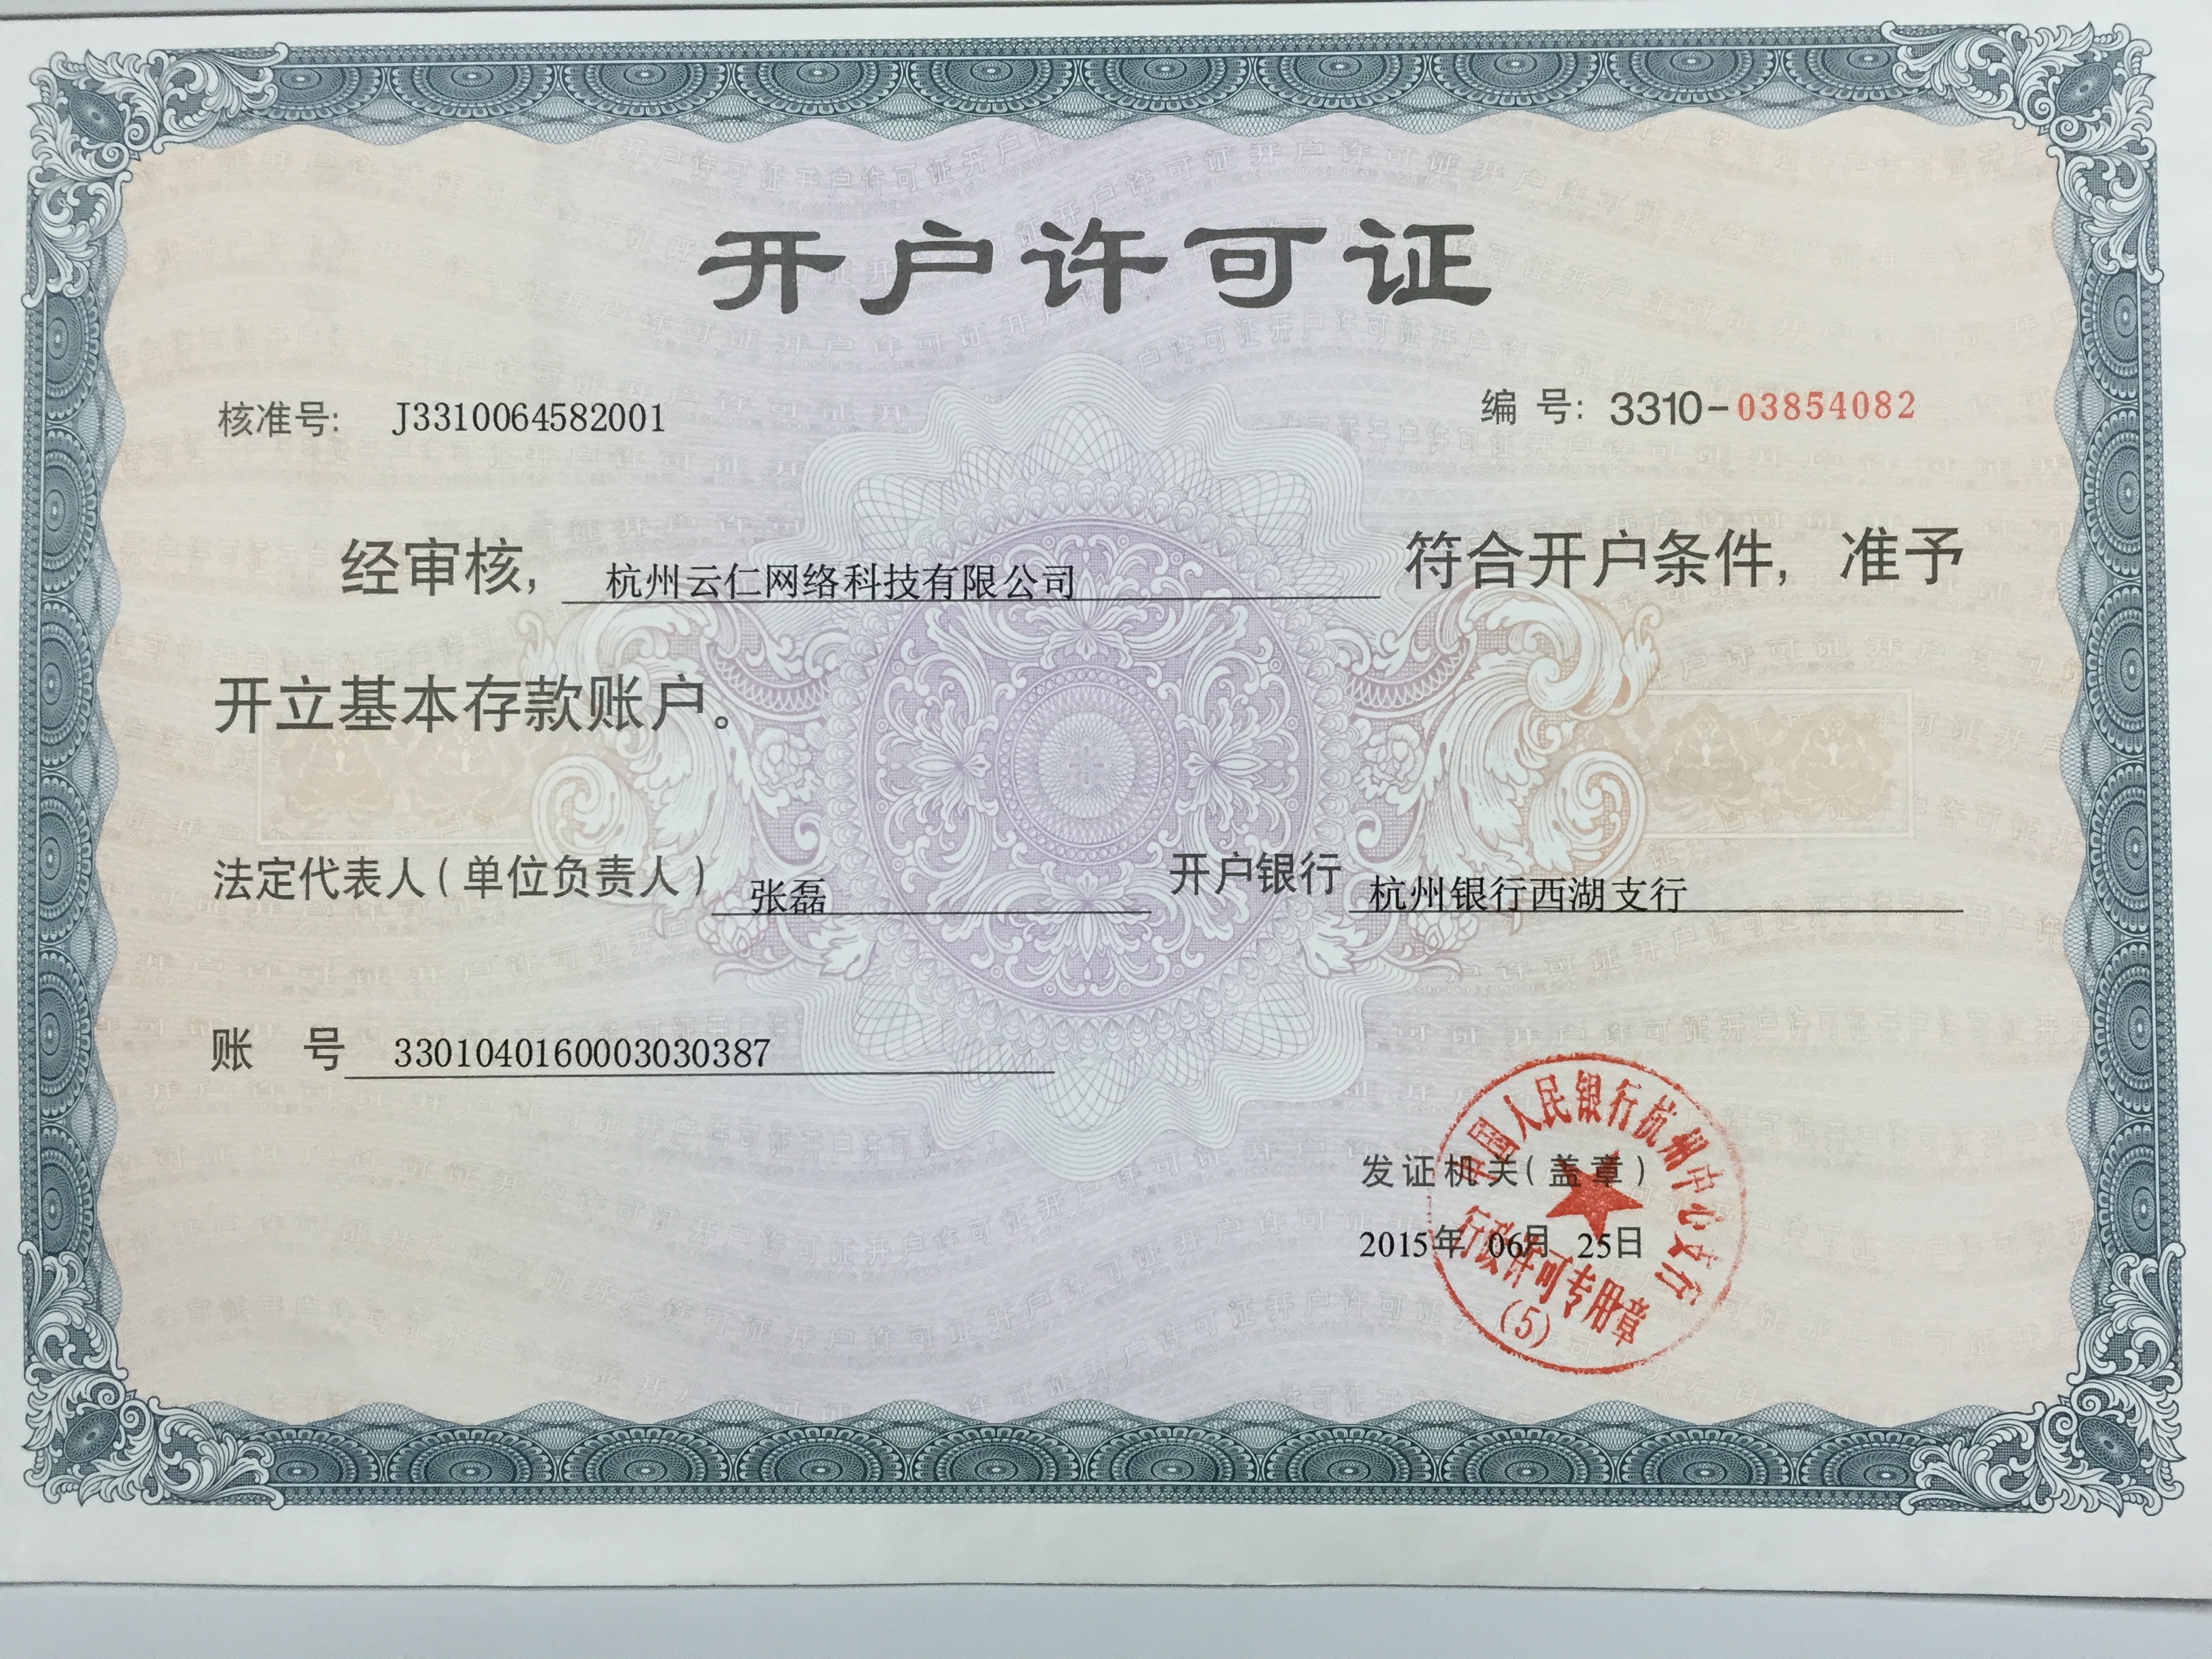 开户许可证
核准号: J3310064582001
编 号: 3310-03854082
经审核, 杭州云仁网络科技有限公司 符合开户条件, 准予
开立基本存款账户。
法定代表人(单位负责人) 张磊 开户银行 杭州银行西湖支行
账 号 3301040160003030387
发证机关(盖章)
2015年 06月 25日
中国人民银行杭州中心支行
行政许可专用章
(5)